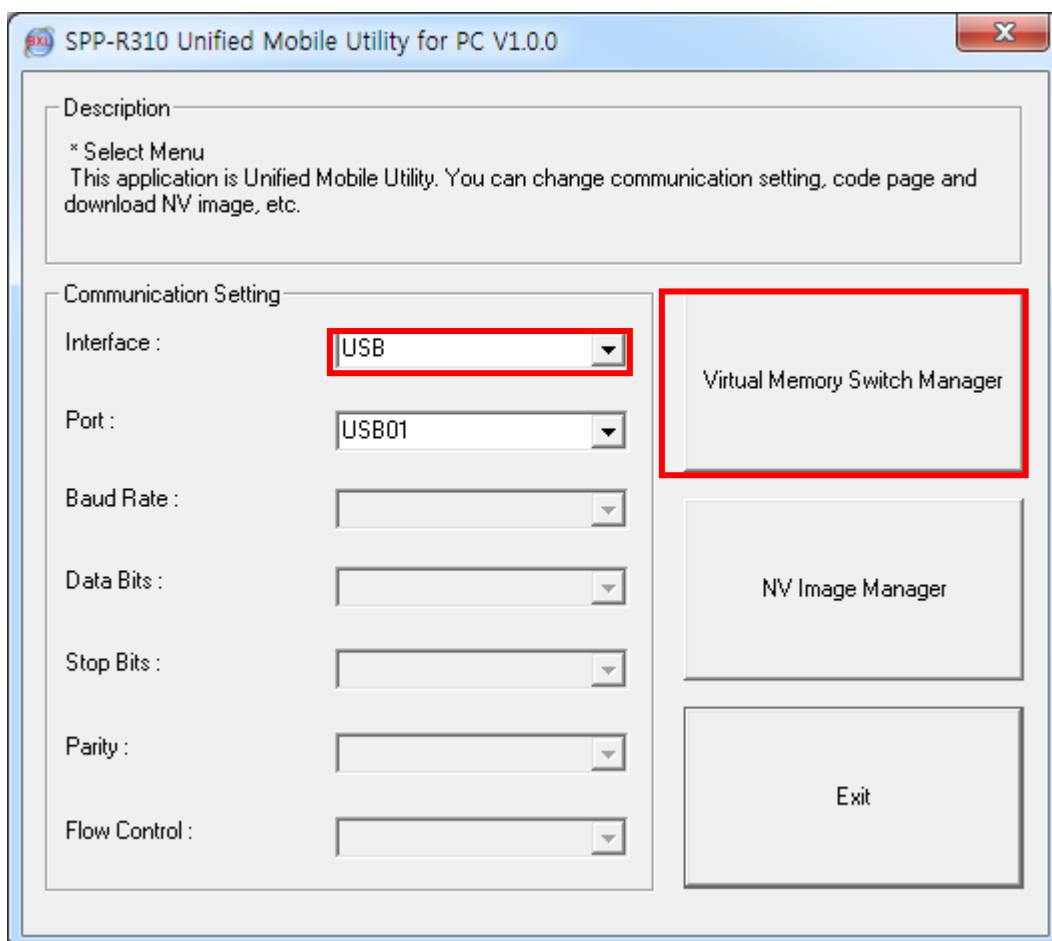 BXL SPP-R310 Unified Mobile Utility for PC V1.0.0
Description
* Select Menu
This application is Unified Mobile Utility. You can change communication setting, code page and
download NV image, etc.
Communication Setting
Interface : USB
Port : USB01
Baud Rate :
Data Bits :
Stop Bits :
Parity :
Flow Control :
Virtual Memory Switch Manager
NV Image Manager
Exit